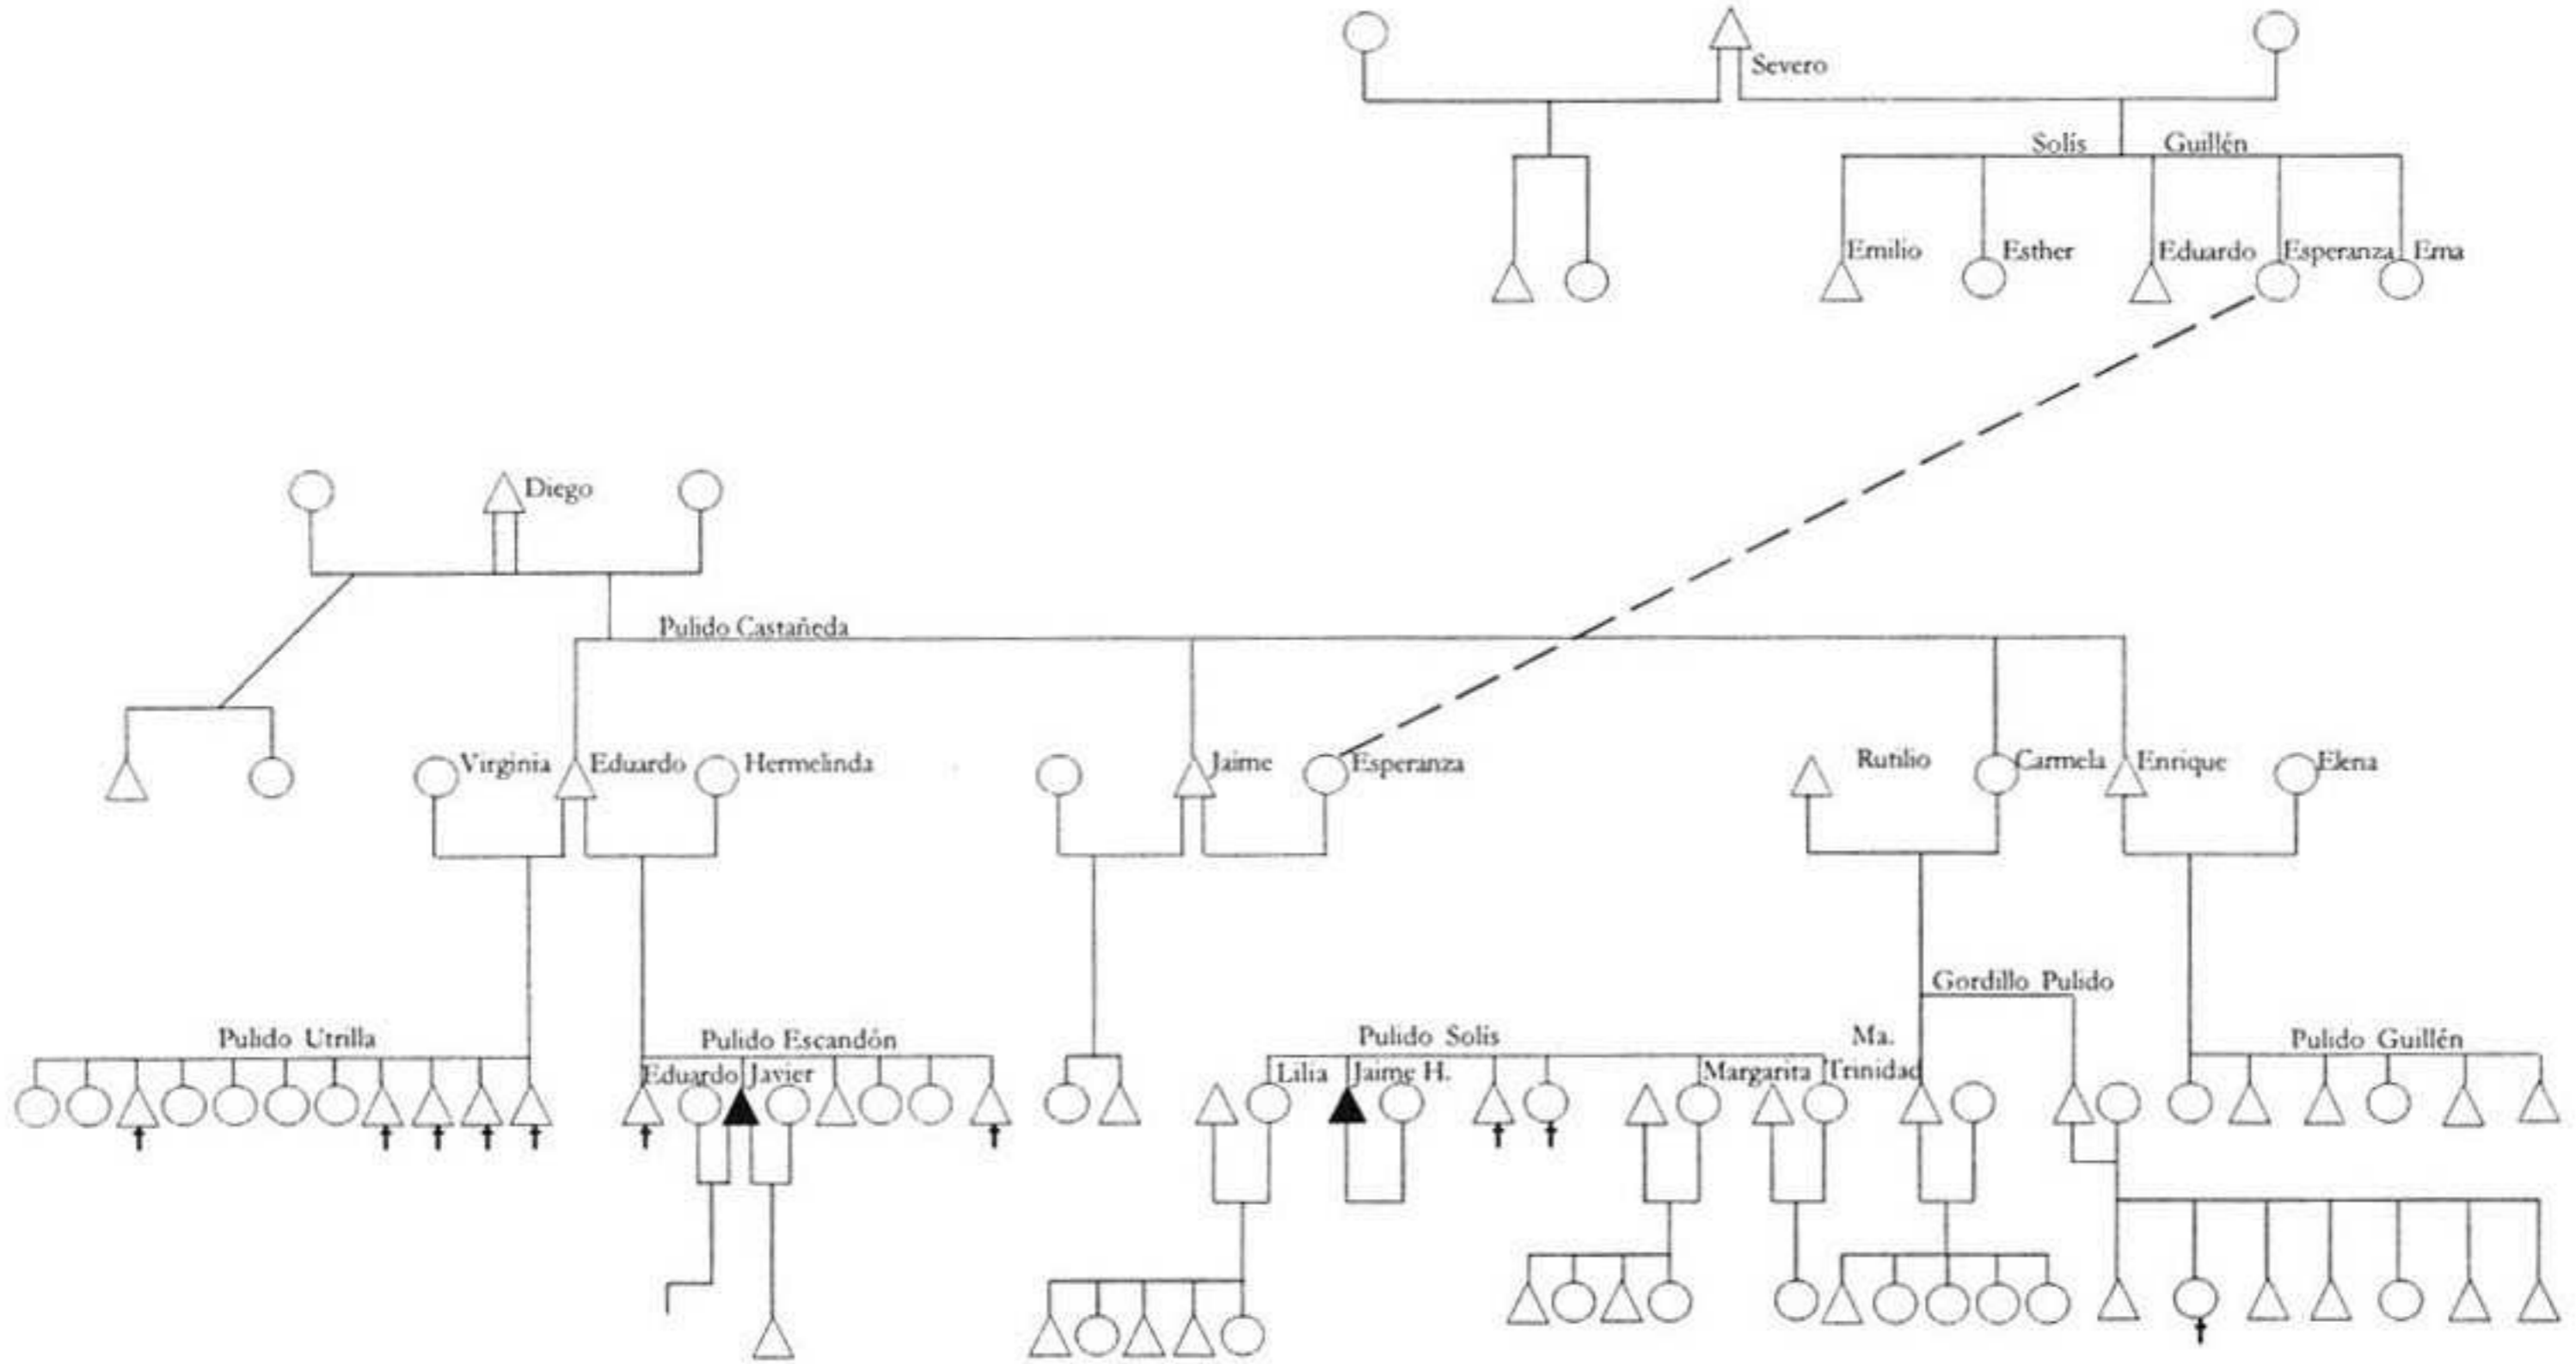 Severo
Solís Guillén
Emilio Esther Eduardo Esperanza Ema
Diego
Pulido Castañeda
Virginia Eduardo Hermelinda Jaime Esperanza Rutilio Carmela Enrique Elena
Gordillo Pulido
Pulido Utrilla Pulido Escandón Pulido Solís Ma. Pulido Guillén
Eduardo Javier Lilia Jaime H. Margarita Trinidad